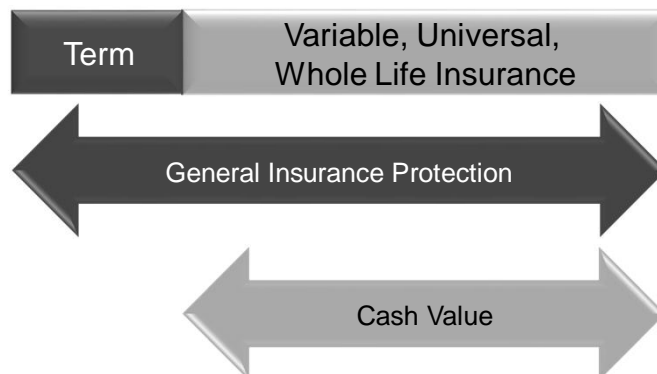 Term
Variable, Universal,
Whole Life Insurance
General Insurance Protection
Cash Value